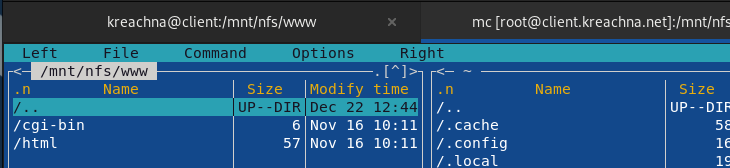 kreachna@client:/mnt/nfs/www × mc [root@client.kreachna.net]:/mnt/nfs
Left File Command Options Right
<─ /mnt/nfs/www .[^]> <─ ~
.n Name Size Modify time .n Name Size
/.. UP--DIR Dec 22 12:44 /.. UP--DIR
/cgi-bin 6 Nov 16 10:11 /.cache 58
/html 57 Nov 16 10:11 /.config 16
/.local 19